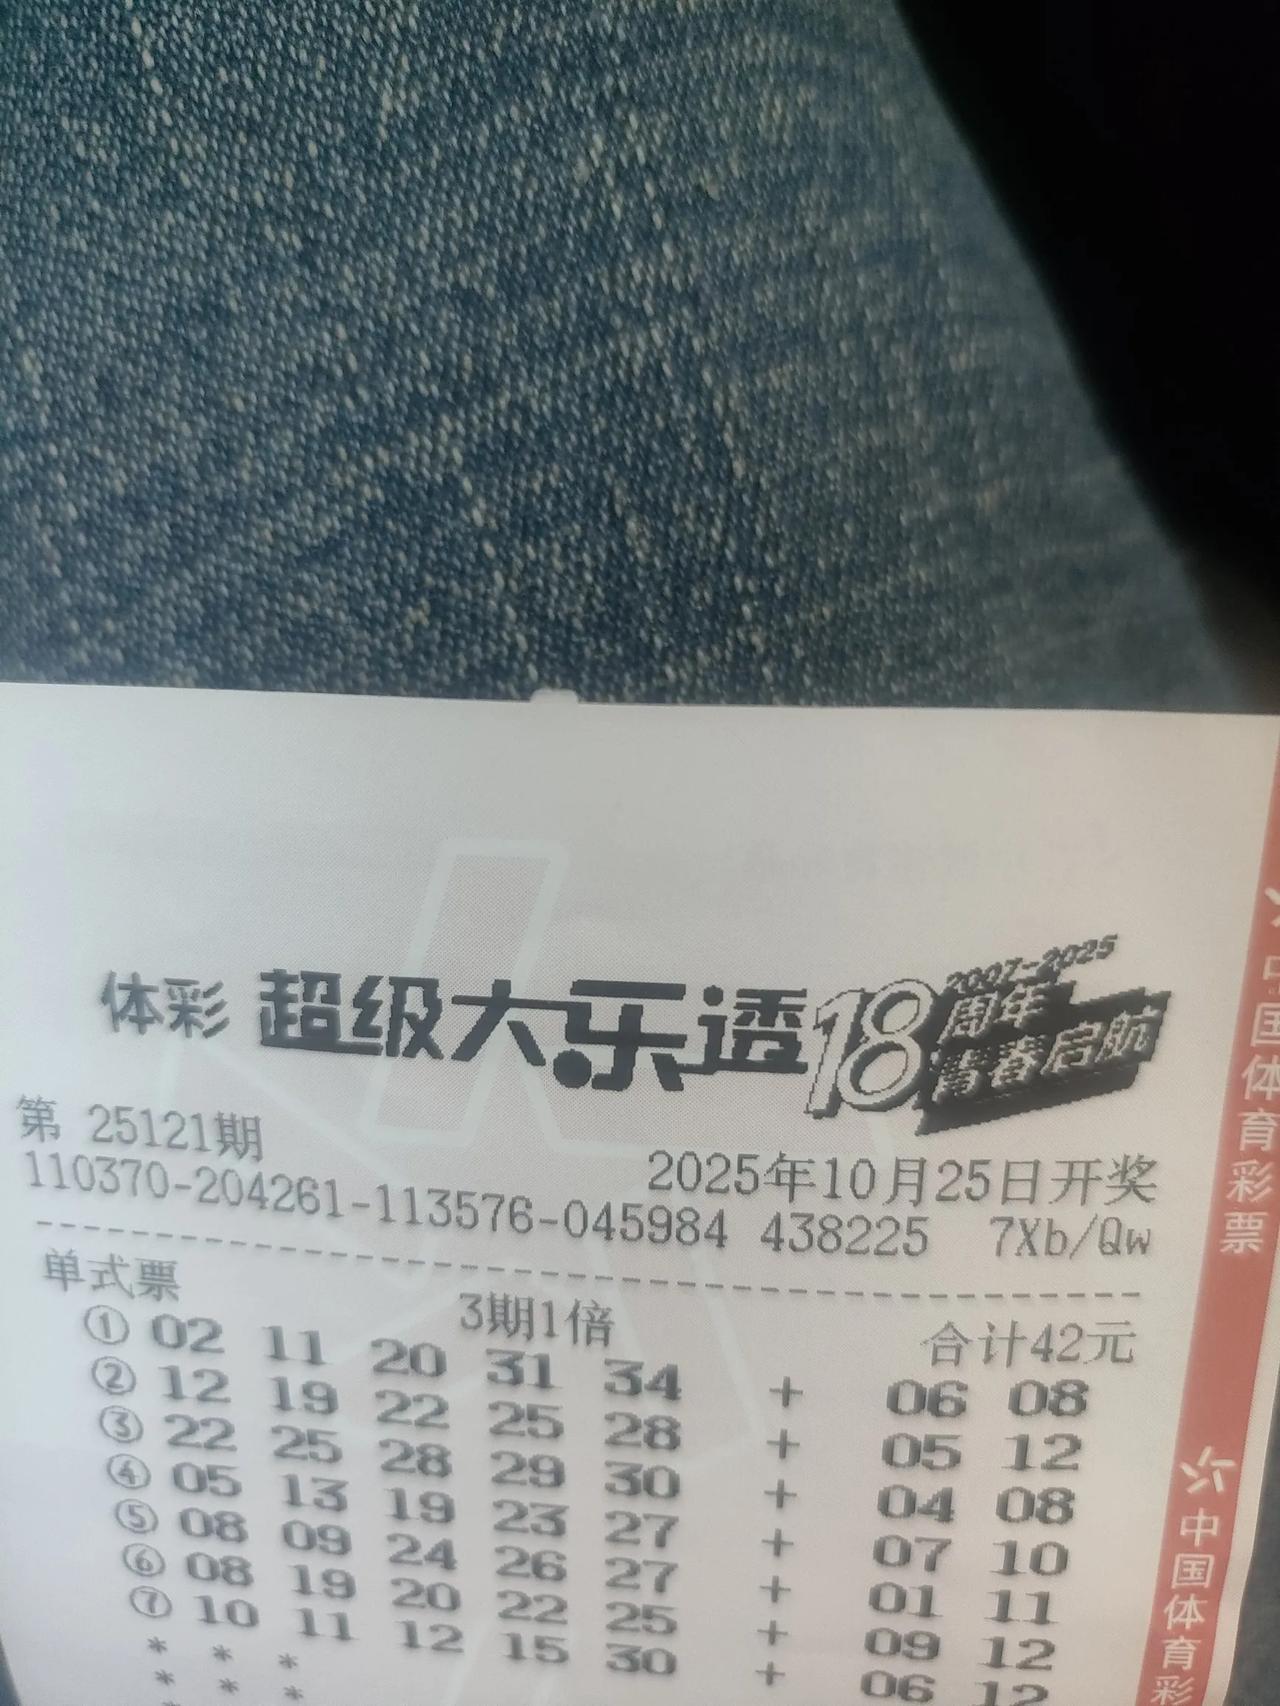 体彩 超级大乐透 18周年 2007-2025 青春启航
第 25121期 2025年10月25日开奖
110370-204261-113576-045984 438225 7Xb/Qw
单式票 3期1倍 合计42元
① 02 11 20 31 34 + 06 08
② 12 19 22 25 28 + 05 12
③ 22 25 28 29 30 + 04 08
④ 05 13 19 23 27 + 07 10
⑤ 08 09 24 26 27 + 01 11
⑥ 08 19 20 22 25 + 09 12
⑦ 10 11 12 15 30 + 06 12
* * *
* * *
中国体育彩票
中国体育彩